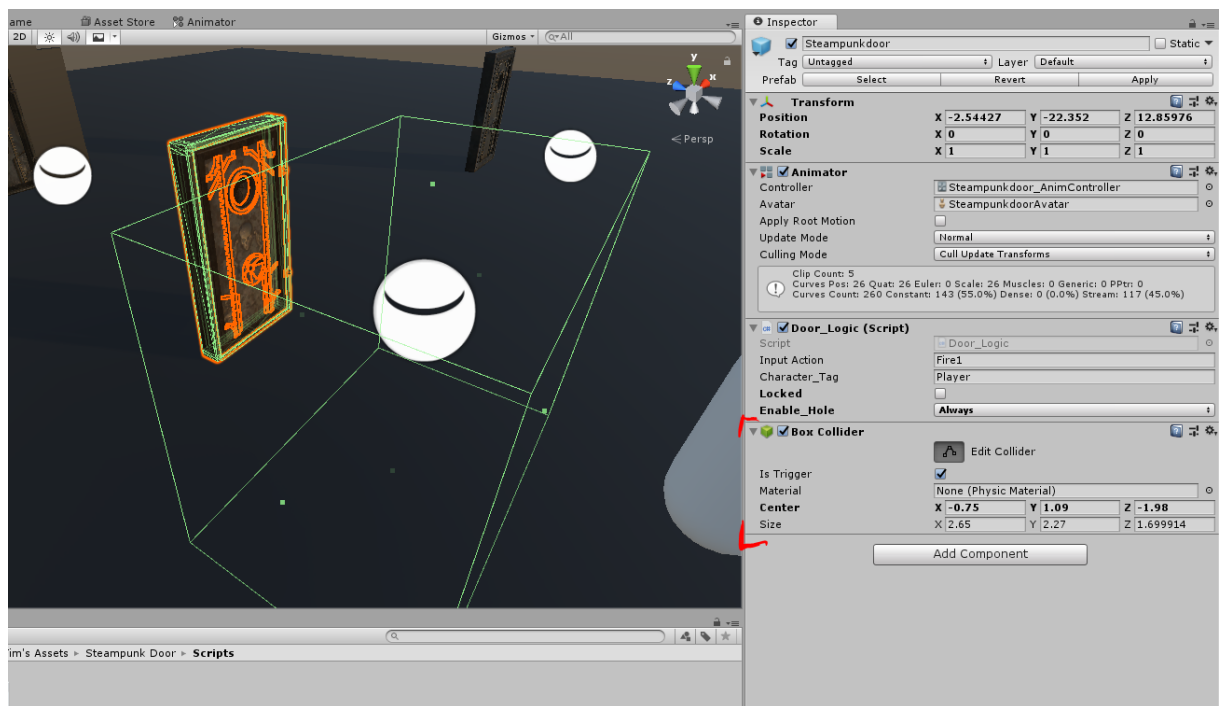 ame Asset Store Animator
2D Gizmos All
y
z x
Persp
im's Assets Steampunk Door Scripts
Inspector
Steampunkdoor Static
Tag Untagged Layer Default
Prefab Select Revert Apply
Transform
Position X -2.54427 Y -22.352 Z 12.85976
Rotation X 0 Y 0 Z 0
Scale X 1 Y 1 Z 1
Animator
Controller Steampunkdoor_AnimController
Avatar SteampunkdoorAvatar
Apply Root Motion
Update Mode Normal
Culling Mode Cull Update Transforms
Clip Count: 5
Curves Pos: 26 Quat: 26 Euler: 0 Scale: 26 Muscles: 0 Generic: 0 PPtr: 0
Curves Count: 260 Constant: 143 (55.0%) Dense: 0 (0.0%) Stream: 117 (45.0%)
Door_Logic (Script)
Script Door_Logic
Input Action Fire1
Character_Tag Player
Locked
Enable_Hole Always
Box Collider
Edit Collider
Is Trigger
Material None (Physic Material)
Center X -0.75 Y 1.09 Z -1.98
Size X 2.65 Y 2.27 Z 1.699914
Add Component